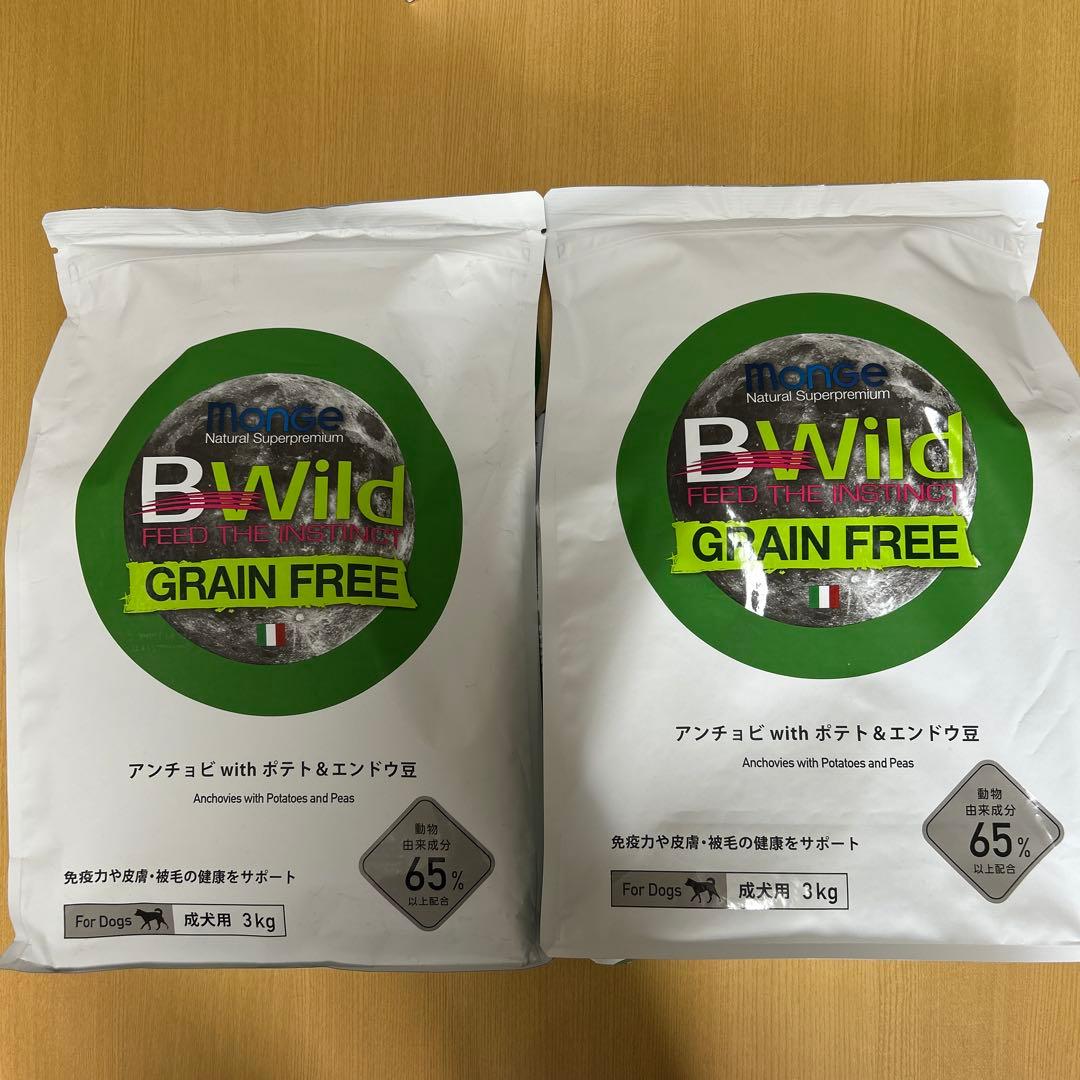 MONGE
Natural Superpremium
BWild
FEED THE INSTINCT
GRAIN FREE
アンチョビ with ポテト＆エンドウ豆
Anchovies with Potatoes and Peas
動物
由来成分
65%
以上配合
免疫力や皮膚・被毛の健康をサポート
For Dogs 成犬用 3kg
MONGE
Natural Superpremium
BWild
FEED THE INSTINCT
GRAIN FREE
アンチョビ with ポテト＆エンドウ豆
Anchovies with Potatoes and Peas
動物
由来成分
65%
以上配合
免疫力や皮膚・被毛の健康をサポート
For Dogs 成犬用 3kg